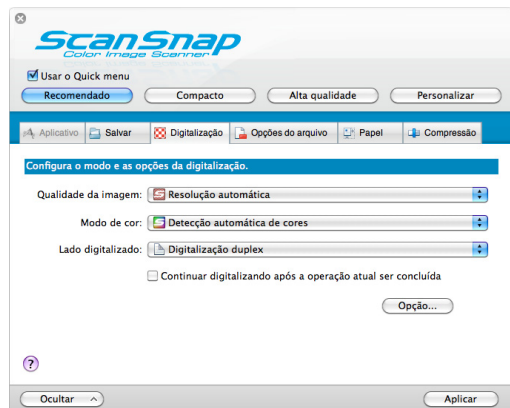 ScanSnap
Color Image Scanner
Usar o Quick menu
Recomendado Compacto Alta qualidade Personalizar
Aplicativo Salvar Digitalização Opções do arquivo Papel Compressão
Configura o modo e as opções da digitalização.
Qualidade da imagem: Resolução automática
Modo de cor: Detecção automática de cores
Lado digitalizado: Digitalização duplex
Continuar digitalizando após a operação atual ser concluída
Opção...
?
Ocultar Aplicar